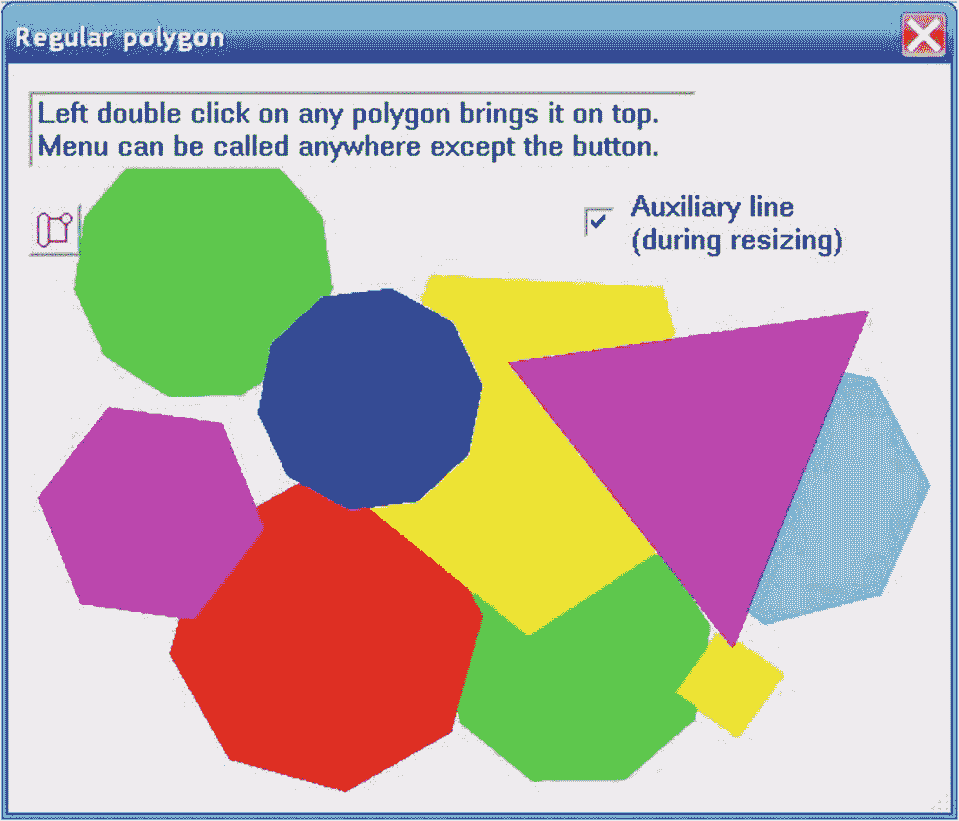 Regular polygon
Left double click on any polygon brings it on top.
Menu can be called anywhere except the button.
Auxiliary line
(during resizing)